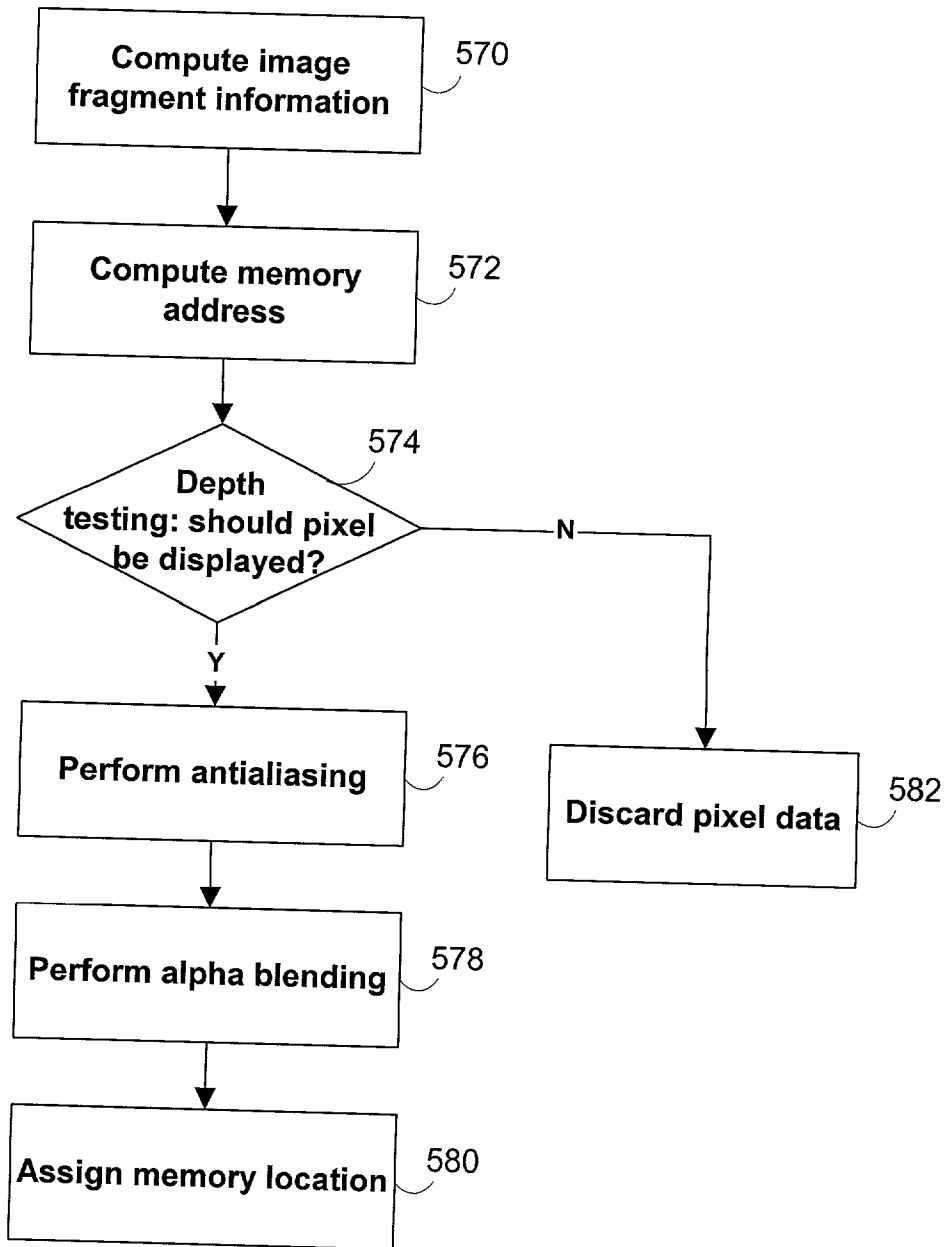 Compute image
fragment information
570
Compute memory
address
572
Depth
testing: should pixel
be displayed?
574
N
Y
Perform antialiasing
576
Discard pixel data
582
Perform alpha blending
578
Assign memory location
580